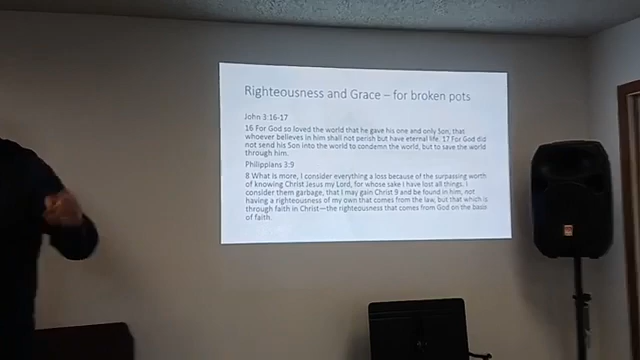 Righteousness and Grace – for broken pots
John 3:16-17
16 For God so loved the world that he gave his one and only Son, that
whoever believes in him shall not perish but have eternal life. 17 For God did
not send his Son into the world to condemn the world, but to save the world
through him.
Philippians 3:9
8 What is more, I consider everything a loss because of the surpassing worth
of knowing Christ Jesus my Lord, for whose sake I have lost all things. I
consider them garbage, that I may gain Christ 9 and be found in him, not
having a righteousness of my own that comes from the law, but that which is
through faith in Christ—the righteousness that comes from God on the basis
of faith.